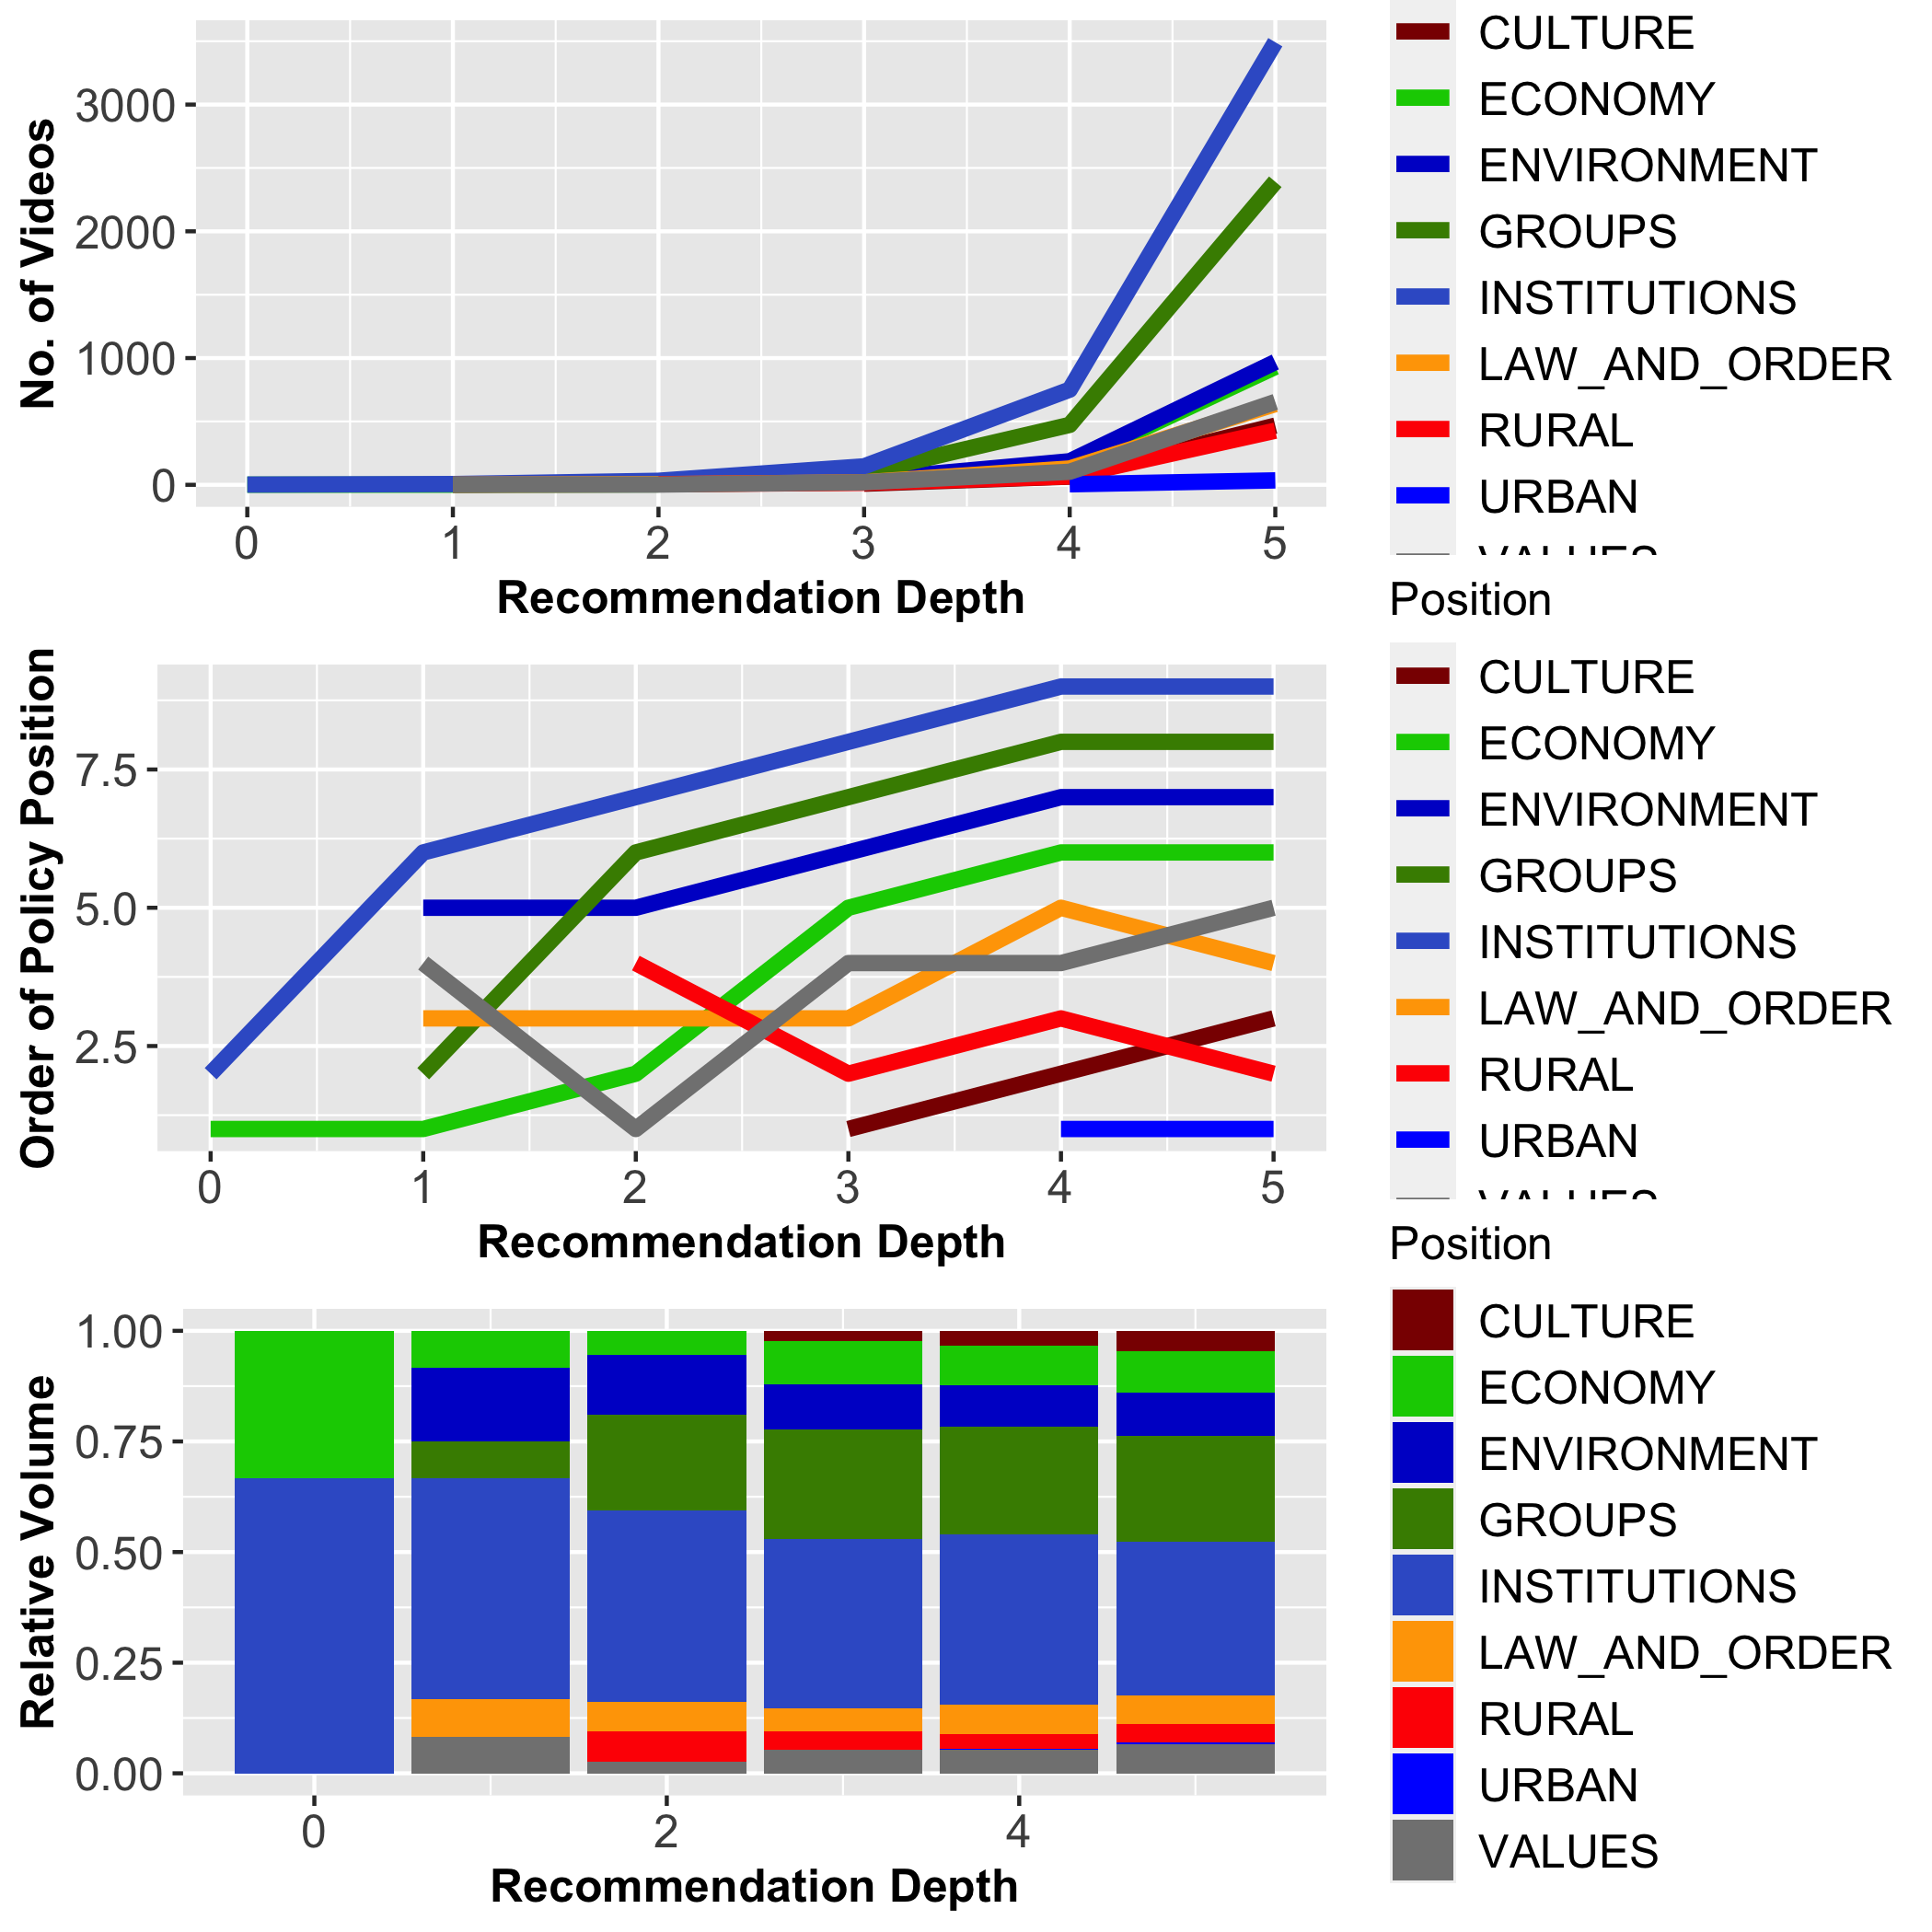 No. of Videos
3000
2000
1000
0
0 1 2 3 4 5
Recommendation Depth
CULTURE
ECONOMY
ENVIRONMENT
GROUPS
INSTITUTIONS
LAW_AND_ORDER
RURAL
URBAN
VALUES
Order of Policy Position
7.5
5.0
2.5
0 1 2 3 4 5
Recommendation Depth
Position
CULTURE
ECONOMY
ENVIRONMENT
GROUPS
INSTITUTIONS
LAW_AND_ORDER
RURAL
URBAN
VALUES
Relative Volume
1.00
0.75
0.50
0.25
0.00
0 2 4
Recommendation Depth
Position
CULTURE
ECONOMY
ENVIRONMENT
GROUPS
INSTITUTIONS
LAW_AND_ORDER
RURAL
URBAN
VALUES